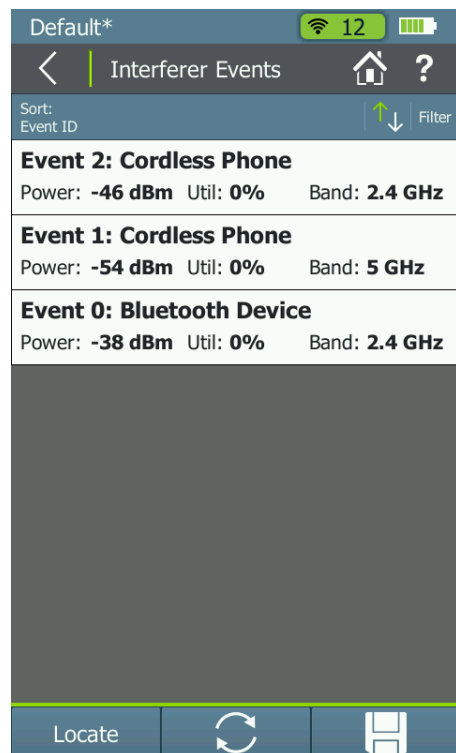 Default*
12
Interferer Events
?
Sort:
Event ID
Filter
Event 2: Cordless Phone
Power: -46 dBm Util: 0% Band: 2.4 GHz
Event 1: Cordless Phone
Power: -54 dBm Util: 0% Band: 5 GHz
Event 0: Bluetooth Device
Power: -38 dBm Util: 0% Band: 2.4 GHz
Locate